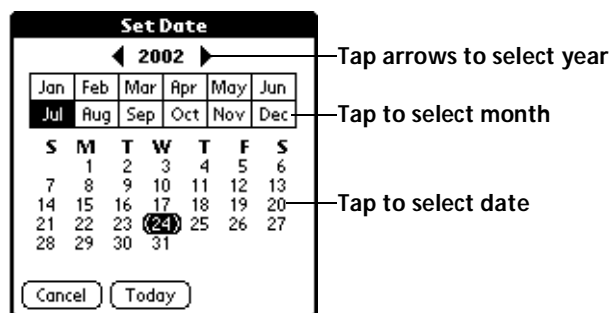 Set Date
2002
Tap arrows to select year
Jan Feb Mar Apr May Jun
Jul Aug Sep Oct Nov Dec
Tap to select month
S M T W T F S
1 2 3 4 5 6
7 8 9 10 11 12 13
14 15 16 17 18 19 20
Tap to select date
21 22 23 (24) 25 26 27
28 29 30 31
Cancel Today